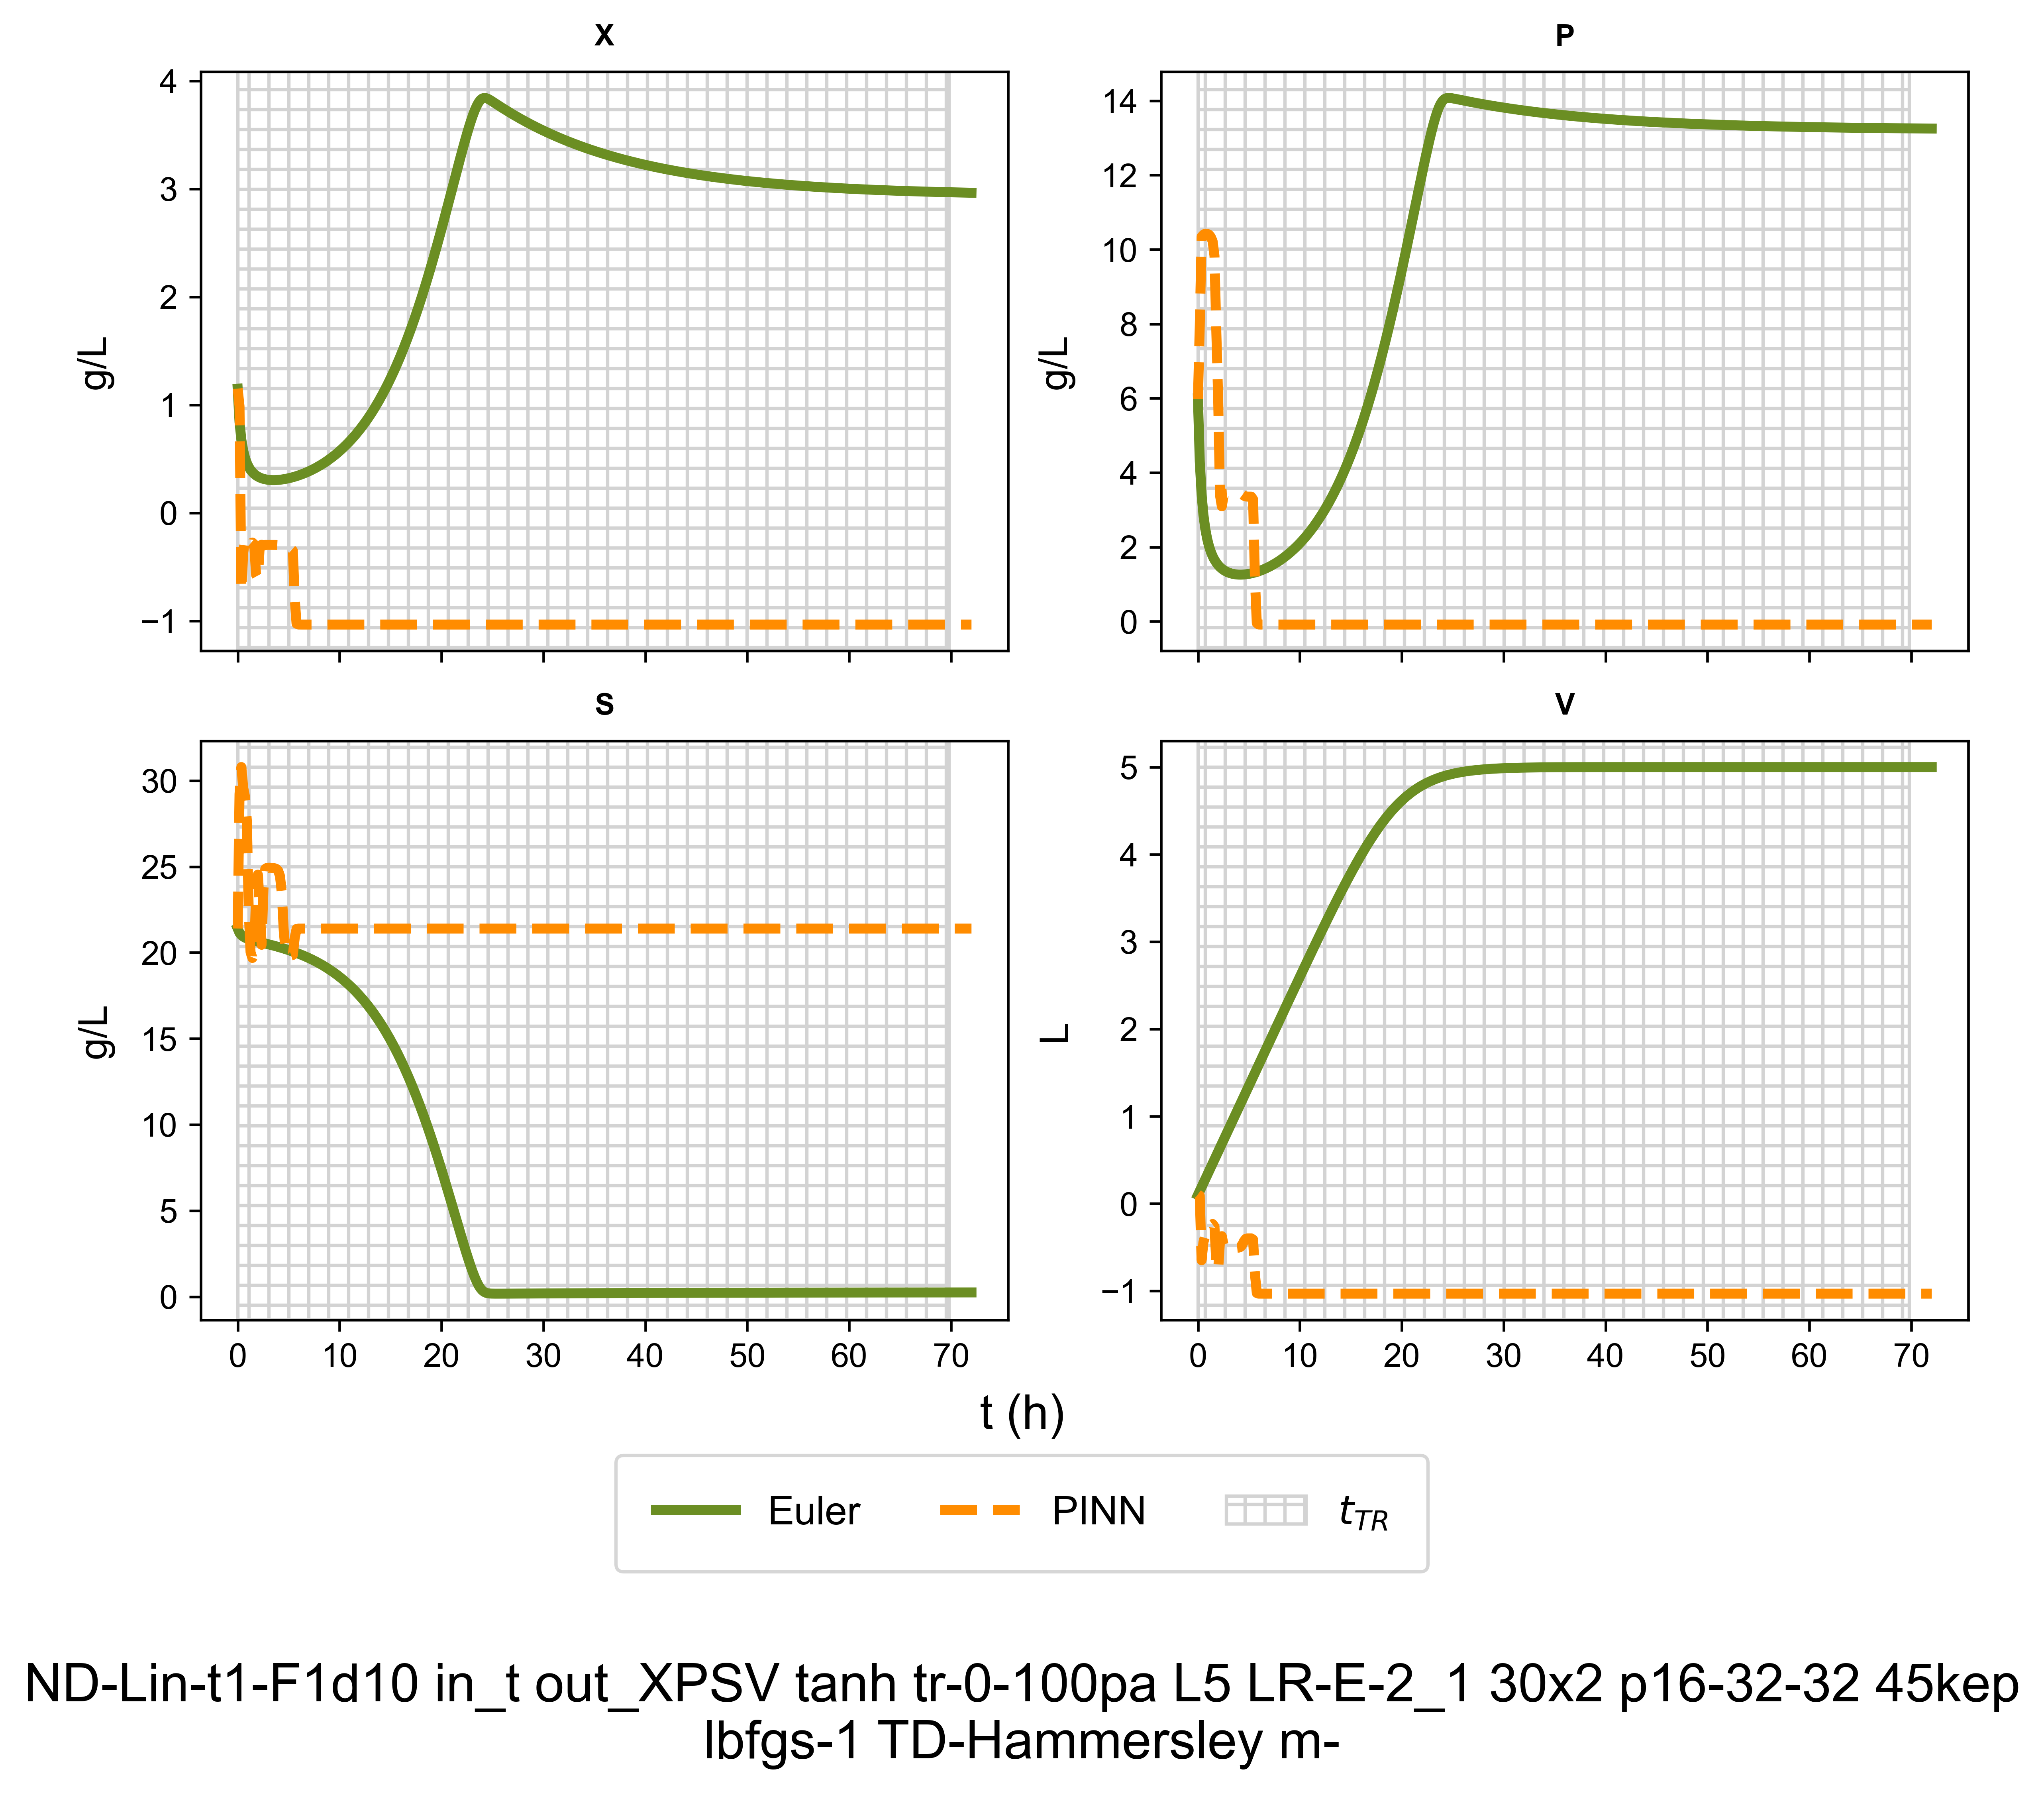 X
P
4
3
2
1
0
−1
g/L
14
12
10
8
6
4
2
0
g/L
S
V
30
25
20
15
10
5
0
g/L
0 10 20 30 40 50 60 70
5
4
3
2
1
0
−1
L
0 10 20 30 40 50 60 70
t (h)
Euler PINN t_TR
ND-Lin-t1-F1d10 in_t out_XPSV tanh tr-0-100pa L5 LR-E-2_1 30x2 p16-32-32 45kep
lbfgs-1 TD-Hammersley m-